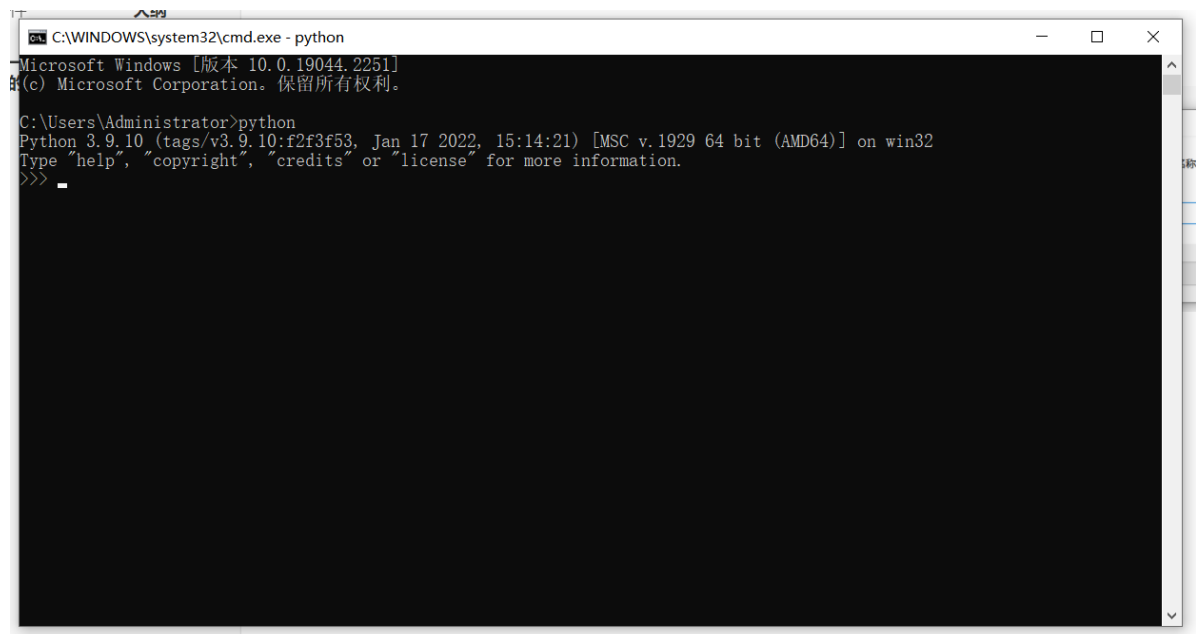 大纲
C:\WINDOWS\system32\cmd.exe - python
Microsoft Windows [版本 10.0.19044.2251]
(c) Microsoft Corporation。保留所有权利。
C:\Users\Administrator>python
Python 3.9.10 (tags/v3.9.10:f2f3f53, Jan 17 2022, 15:14:21) [MSC v.1929 64 bit (AMD64)] on win32
Type "help", "copyright", "credits" or "license" for more information.
>>>